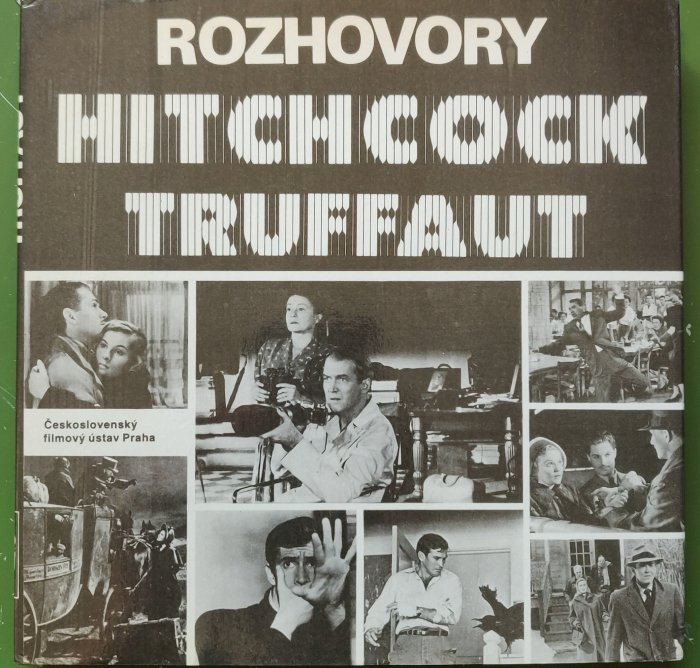 ROZHOVORY
HITCHCOCK
TRUFFAUT
Československý
filmový ústav Praha